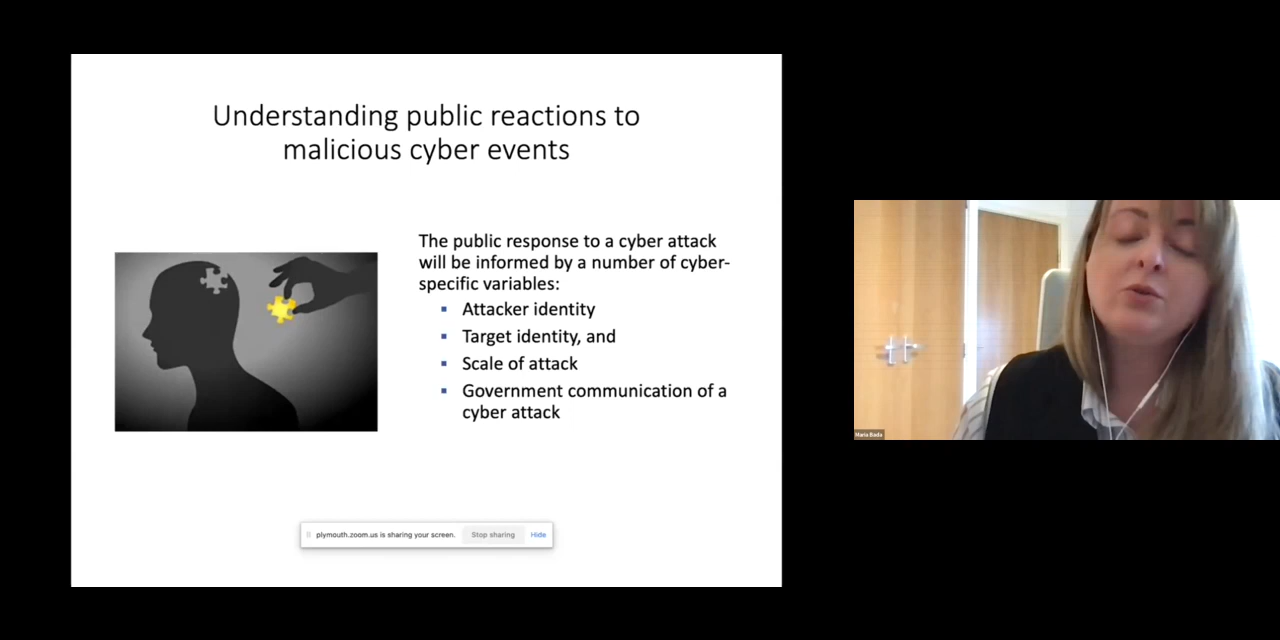 Understanding public reactions to
malicious cyber events
The public response to a cyber attack
will be informed by a number of cyber-
specific variables:
▪ Attacker identity
▪ Target identity, and
▪ Scale of attack
▪ Government communication of a
cyber attack
plymouth.zoom.us is sharing your screen. Stop sharing Hide
Maria Bada